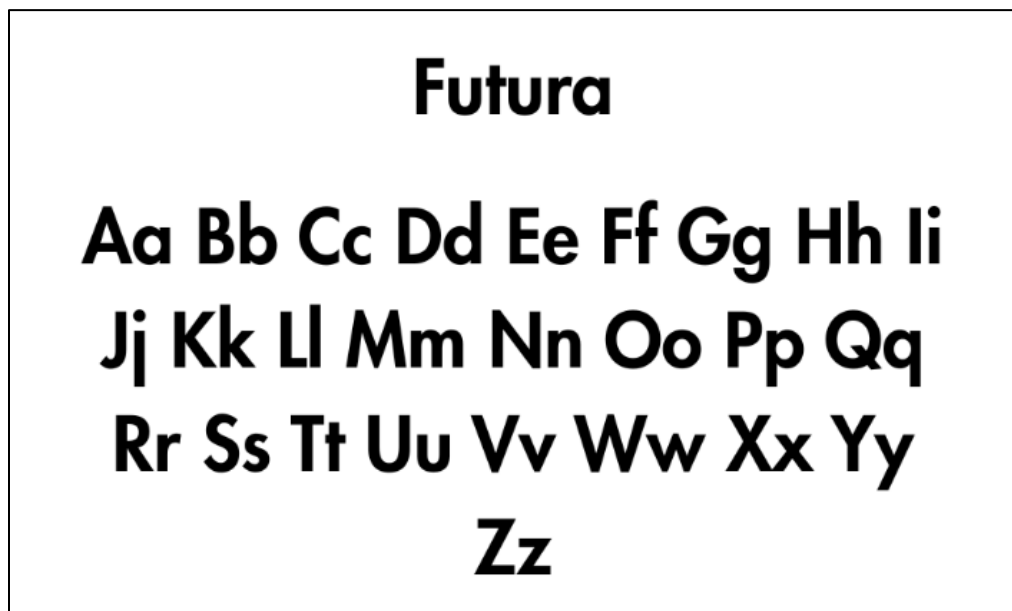 Futura
Aa Bb Cc Dd Ee Ff Gg Hh Ii
Jj Kk Ll Mm Nn Oo Pp Qq
Rr Ss Tt Uu Vv Ww Xx Yy
Zz